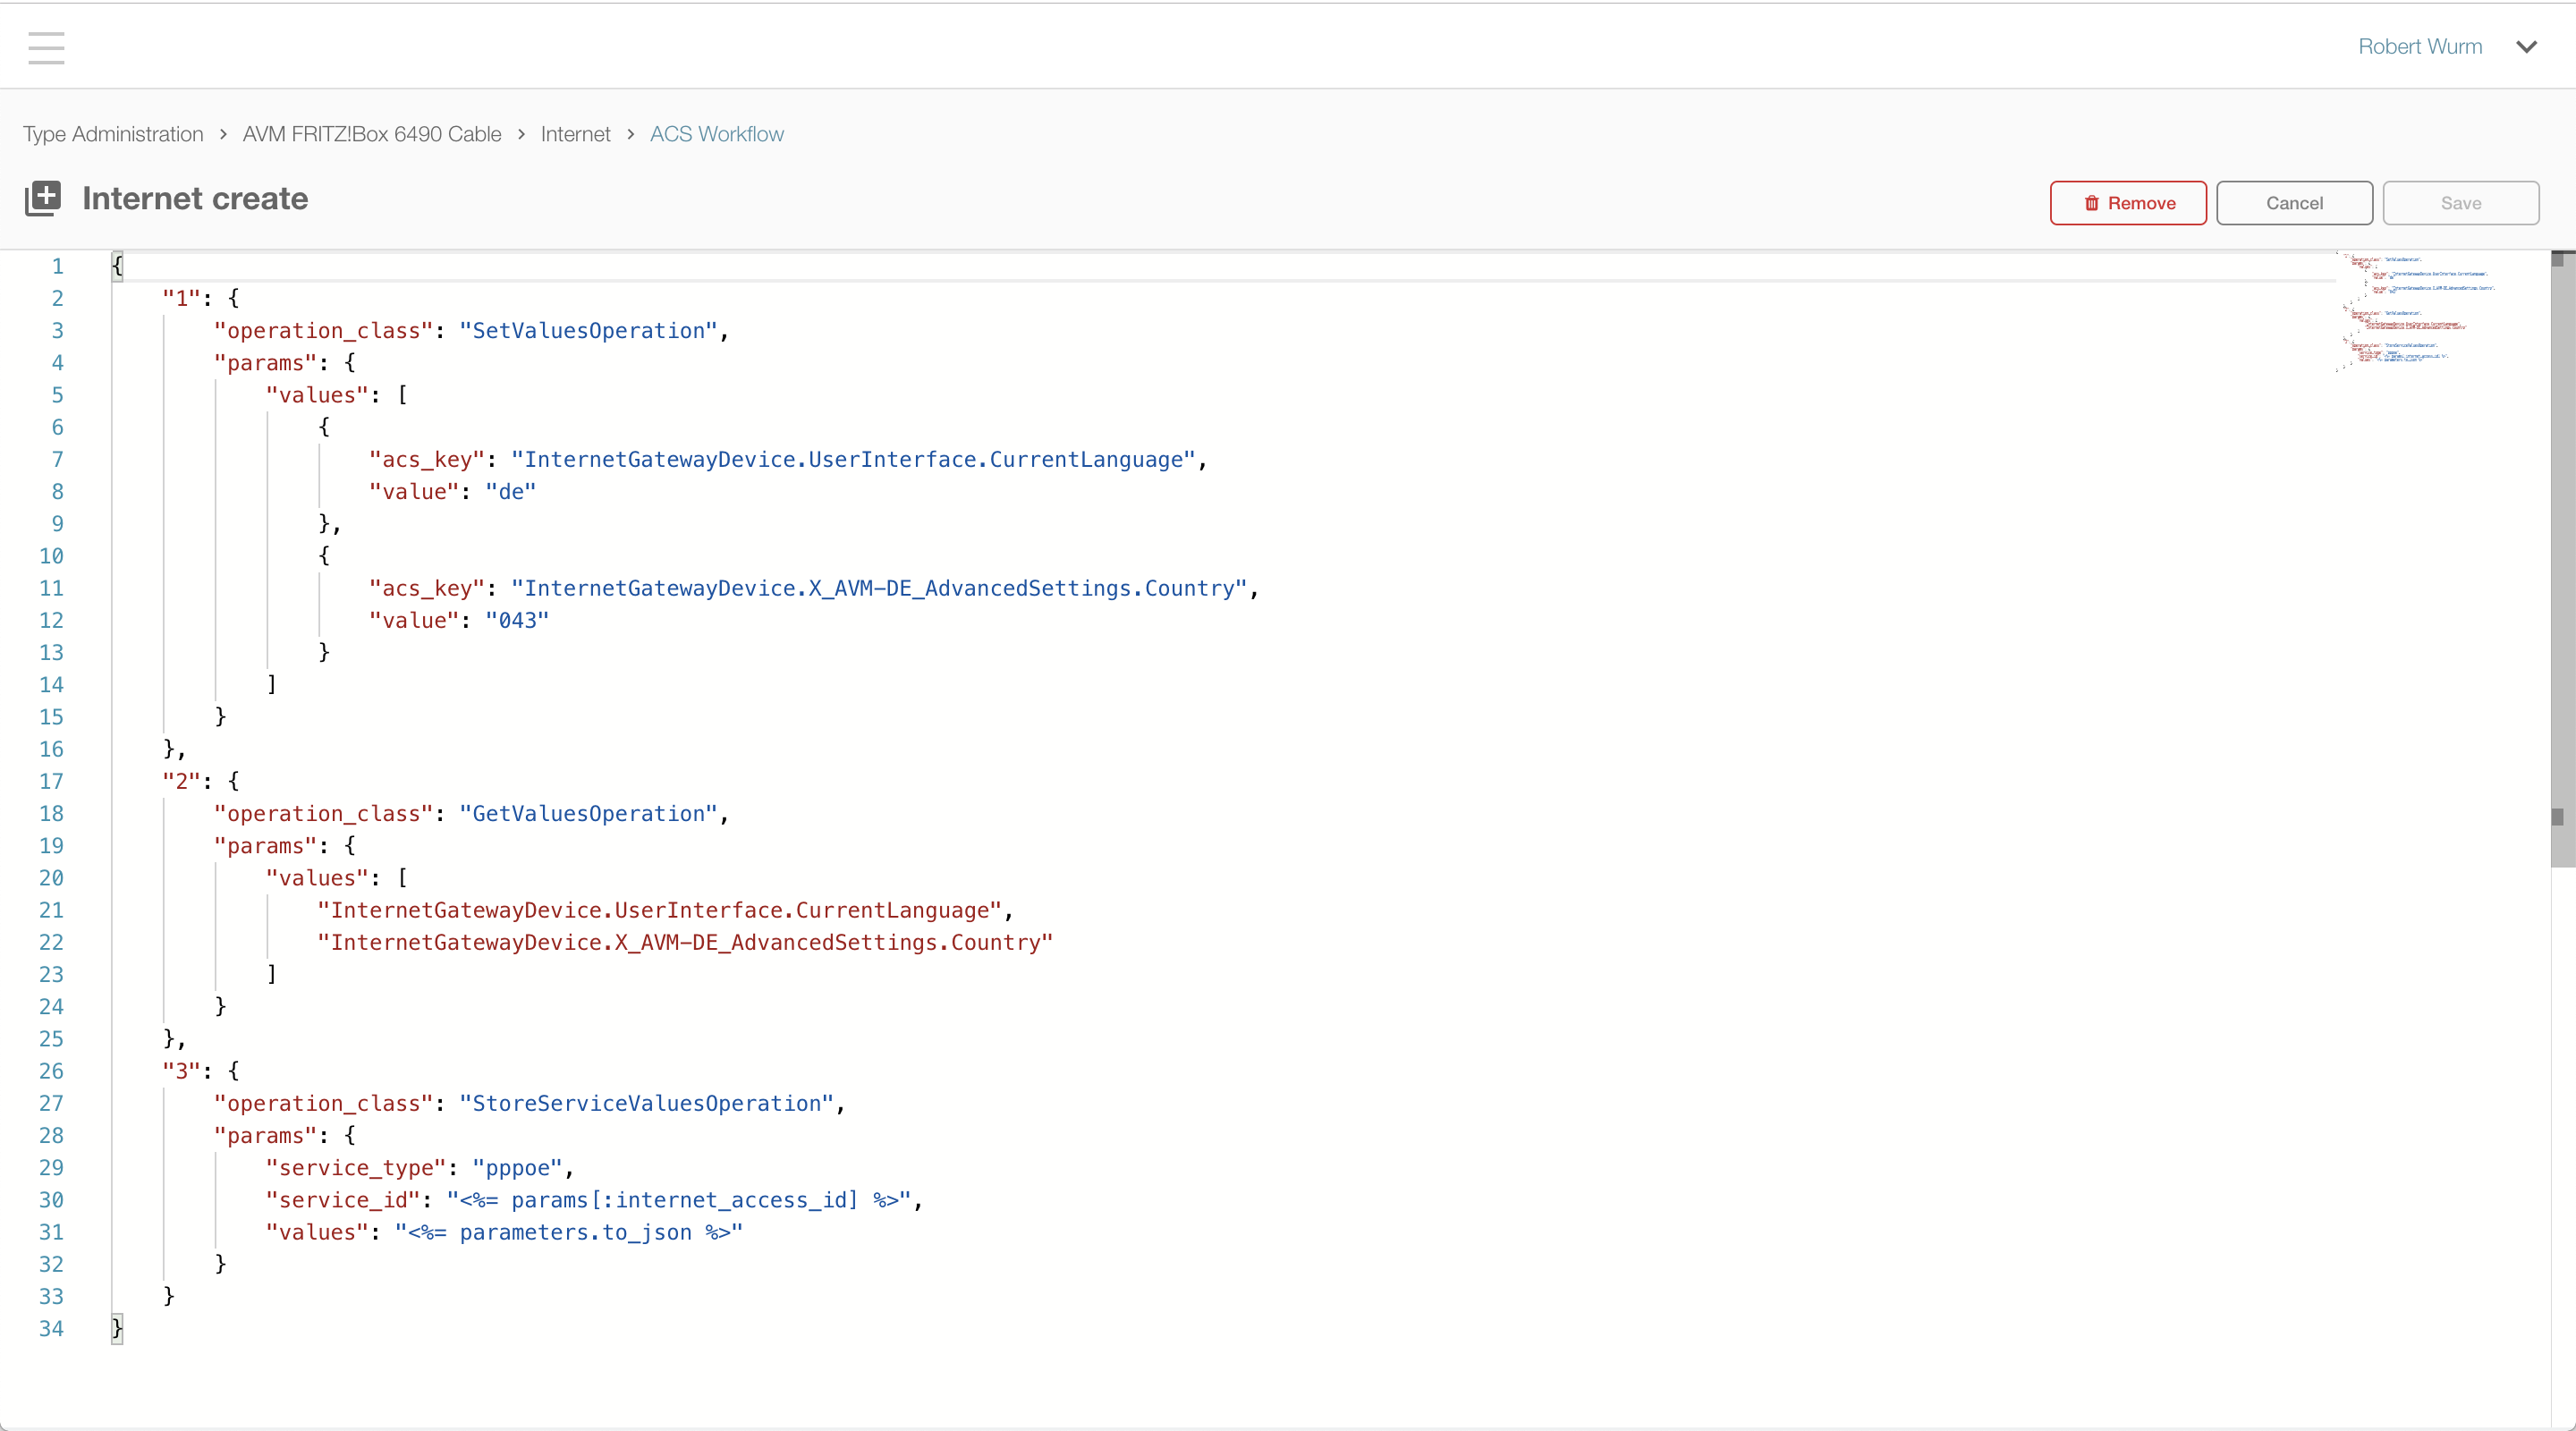 Robert Wurm
Type Administration > AVM FRITZ!Box 6490 Cable > Internet > ACS Workflow
Internet create
Remove Cancel Save
1 {
2 "1": {
3 "operation_class": "SetValuesOperation",
4 "params": {
5 "values": [
6 {
7 "acs_key": "InternetGatewayDevice.UserInterface.CurrentLanguage",
8 "value": "de"
9 },
10 {
11 "acs_key": "InternetGatewayDevice.X_AVM-DE_AdvancedSettings.Country",
12 "value": "043"
13 }
14 ]
15 }
16 },
17 "2": {
18 "operation_class": "GetValuesOperation",
19 "params": {
20 "values": [
21 "InternetGatewayDevice.UserInterface.CurrentLanguage",
22 "InternetGatewayDevice.X_AVM-DE_AdvancedSettings.Country"
23 ]
24 }
25 },
26 "3": {
27 "operation_class": "StoreServiceValuesOperation",
28 "params": {
29 "service_type": "pppoe",
30 "service_id": "<%= params[:internet_access_id] %>",
31 "values": "<%= parameters.to_json %>"
32 }
33 }
34 }